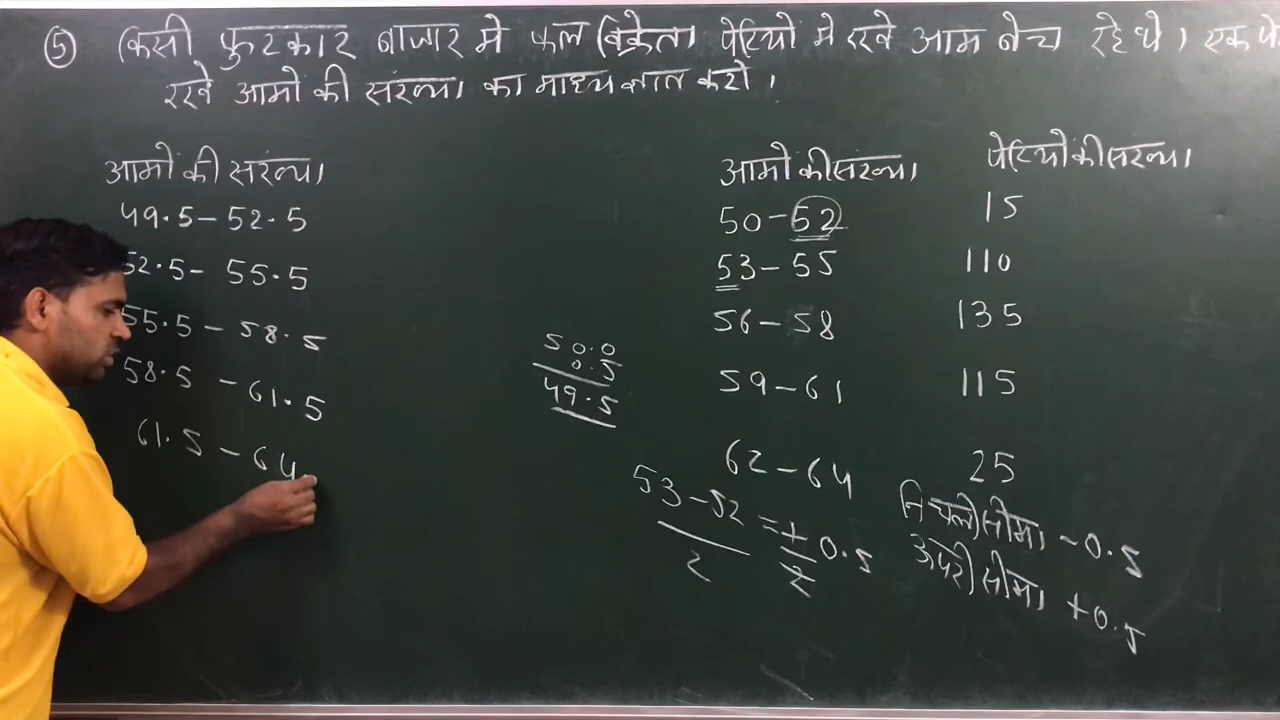 ⑤ किसी फुटकार बाजार मे फल बिक्रेता पेटियो मे रखे आम बेच रहे थे। एक पे
रखे आमो की संख्या का माध्य ज्ञात करो।
आमों की संख्या
49.5 – 52.5
52.5 – 55.5
55.5 – 58.5
58.5 – 61.5
61.5 – 64
50.0
0.5
49.5
आमो की संख्या पेटियो की संख्या
50 – 52 15
53 – 55 110
56 – 58 135
59 – 61 115
62 – 64 25
53 – 52 = 1 0.5
2 2
निचली सीमा – 0.5
ऊपरी सीमा + 0.5